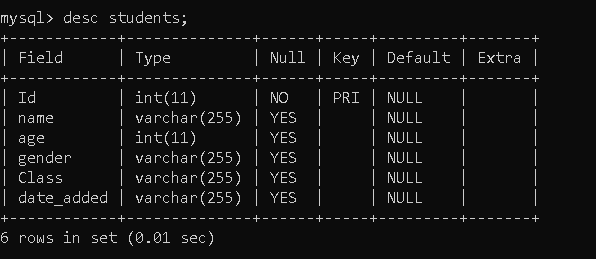 mysql> desc students;
+------------+--------------+------+-----+---------+-------+
| Field      | Type         | Null | Key | Default | Extra |
+------------+--------------+------+-----+---------+-------+
| Id         | int(11)      | NO   | PRI | NULL    |       |
| name       | varchar(255) | YES  |     | NULL    |       |
| age        | int(11)      | YES  |     | NULL    |       |
| gender     | varchar(255) | YES  |     | NULL    |       |
| Class      | varchar(255) | YES  |     | NULL    |       |
| date_added | varchar(255) | YES  |     | NULL    |       |
+------------+--------------+------+-----+---------+-------+
6 rows in set (0.01 sec)